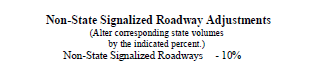 Non-State Signalized Roadway Adjustments
(Alter corresponding state volumes
by the indicated percent.)
Non-State Signalized Roadways - 10%